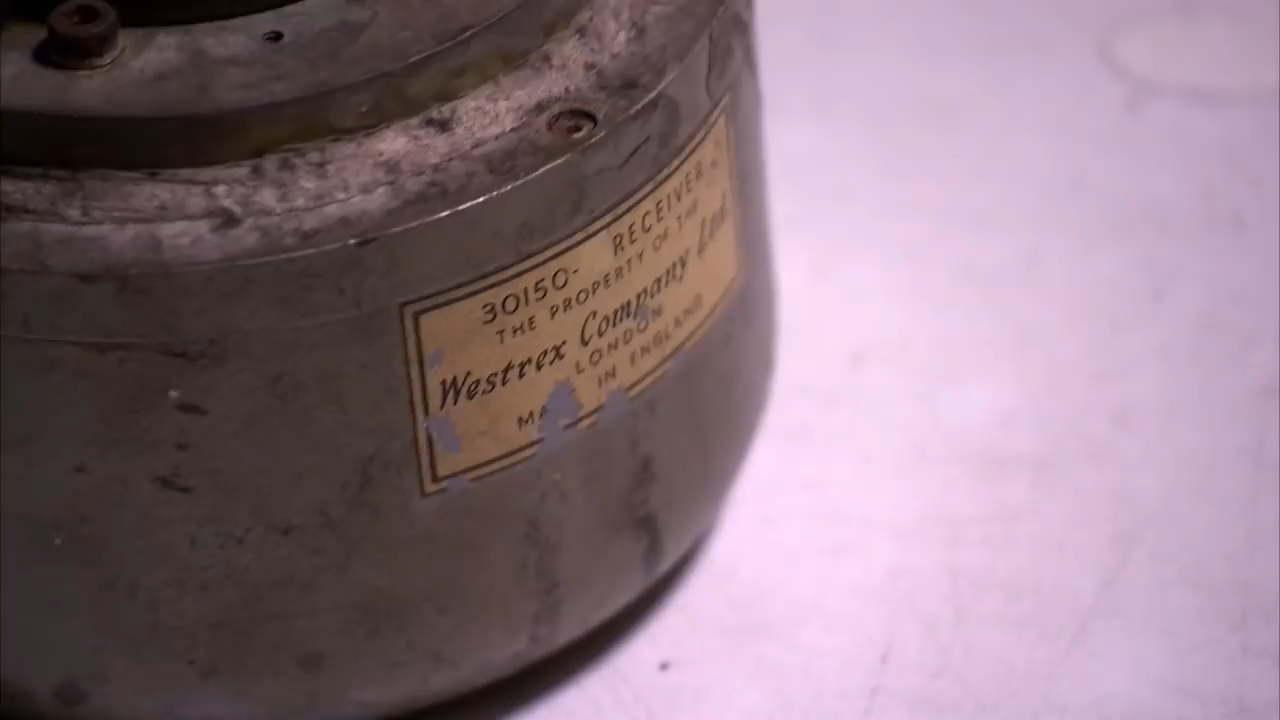 30150- RECEIVER
THE PROPERTY OF THE
Westrex Company Ltd.
LONDON
IN ENGLAND